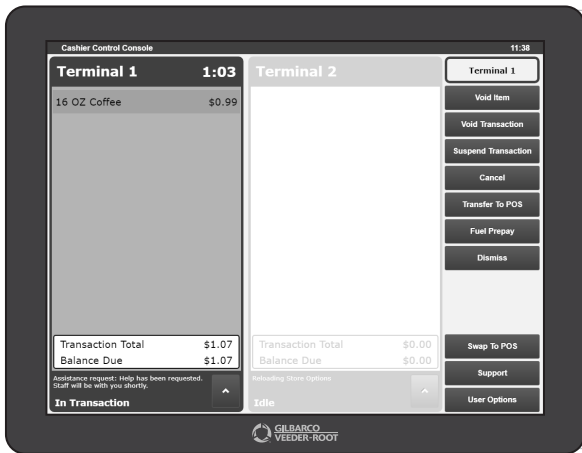 Cashier Control Console 11:38
Terminal 1 1:03
Terminal 2
Terminal 1
16 OZ Coffee $0.99
Void Item
Void Transaction
Suspend Transaction
Cancel
Transfer To POS
Fuel Prepay
Dismiss
Transaction Total $1.07
Balance Due $1.07
Transaction Total $0.00
Balance Due $0.00
Swap To POS
Support
User Options
Assistance request: Help has been requested.
Staff will be with you shortly.
In Transaction
Reloading Store Options
Idle
GILBARCO
VEEDER-ROOT